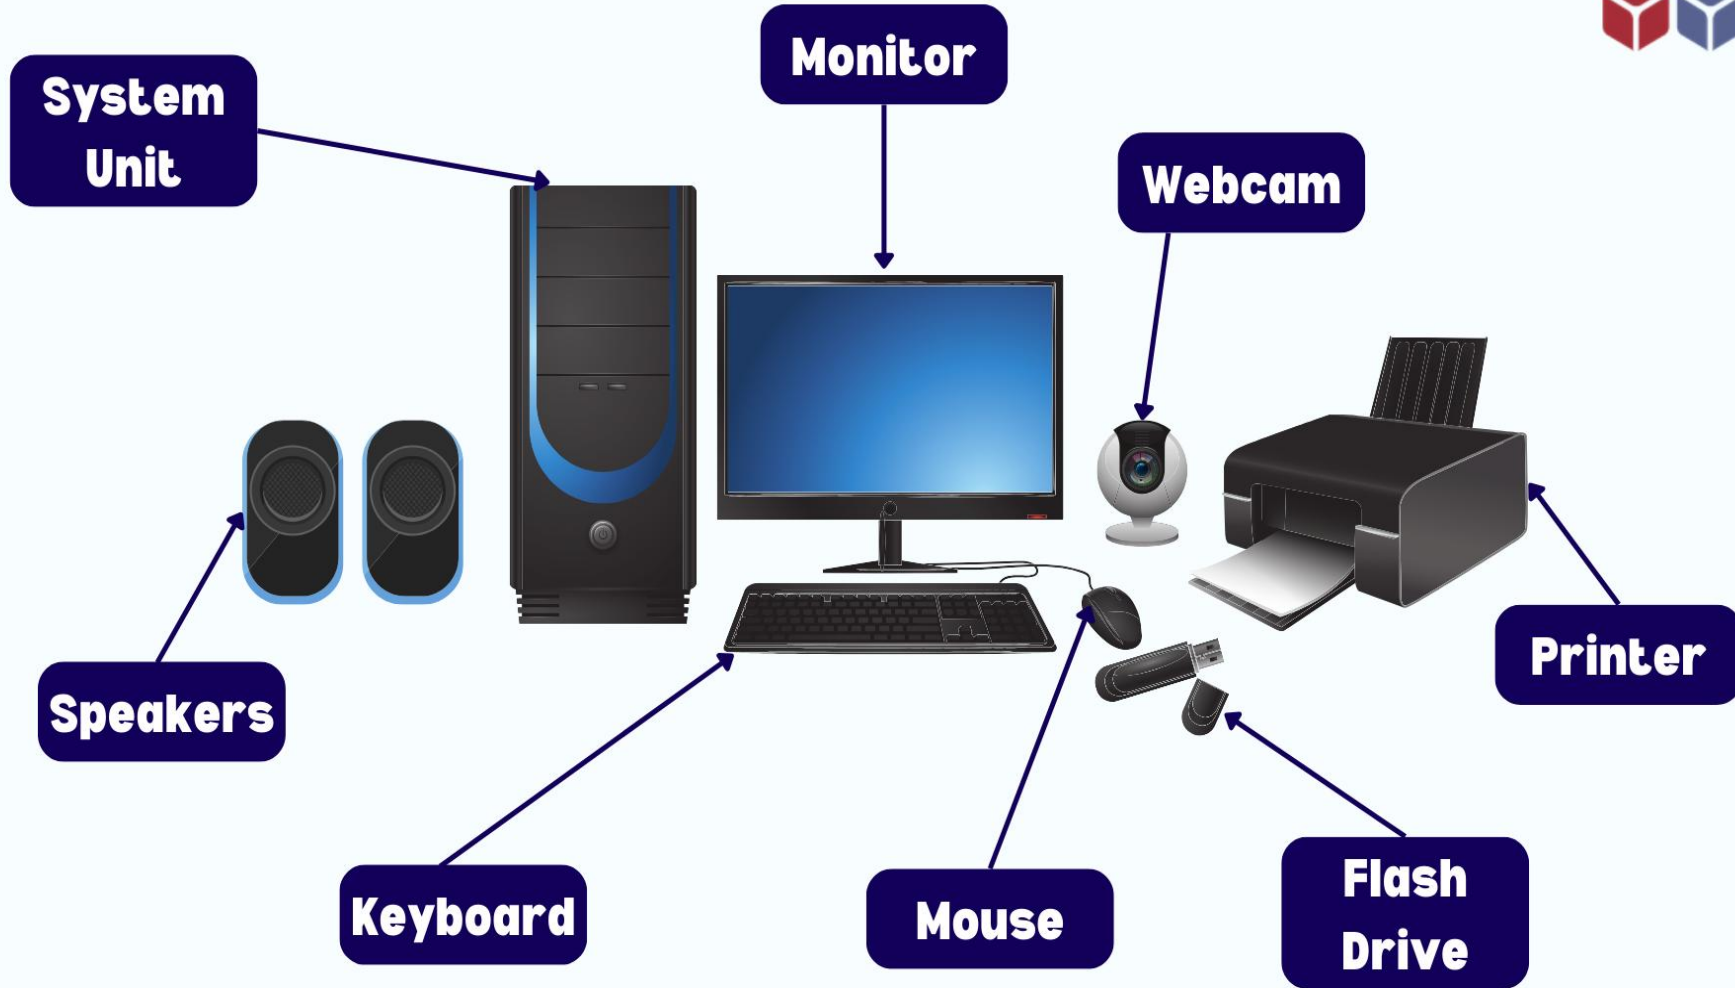 Monitor
System
Unit
Webcam
Printer
Speakers
Keyboard
Mouse
Flash
Drive